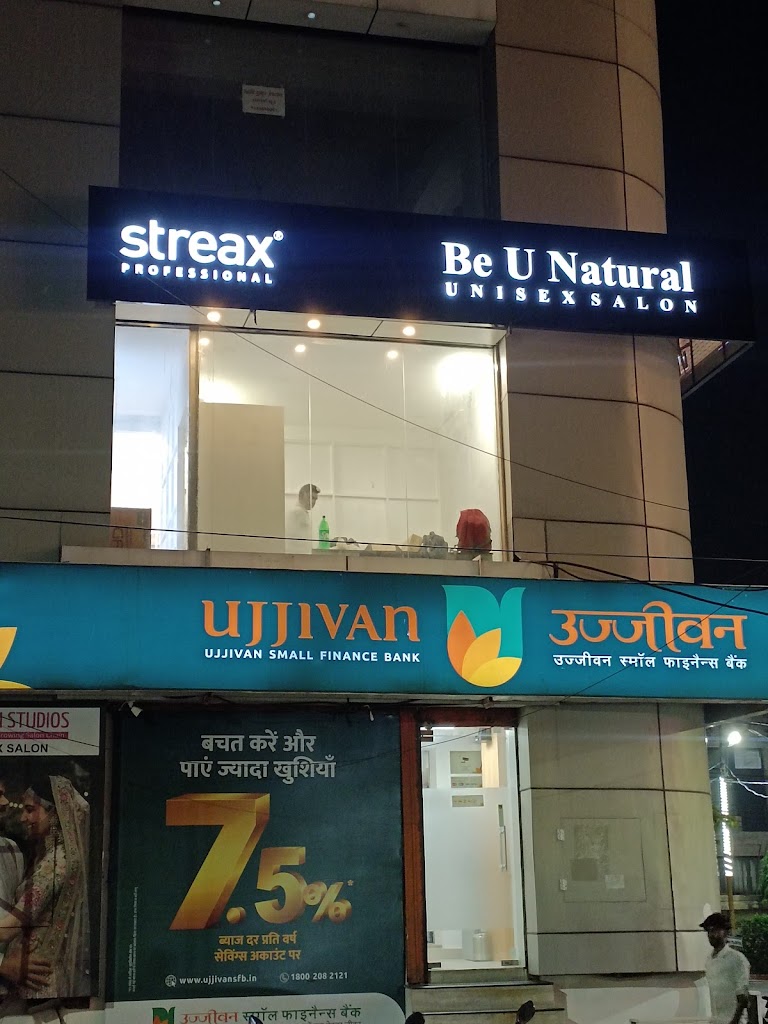 streax®
PROFESSIONAL
Be U Natural
UNISEX SALON
UJJIVAN
UJJIVAN SMALL FINANCE BANK
उज्जीवन
उज्जीवन स्मॉल फाइनैन्स बैंक
STUDIOS
SALON
बचत करें और
पाएं ज्यादा खुशियाँ
7.5%*
ब्याज दर प्रति वर्ष
सेविंग्स अकाउंट पर
www.ujjivansfb.in
1800 208 2121
उज्जीवन स्मॉल फाइनैन्स बैंक